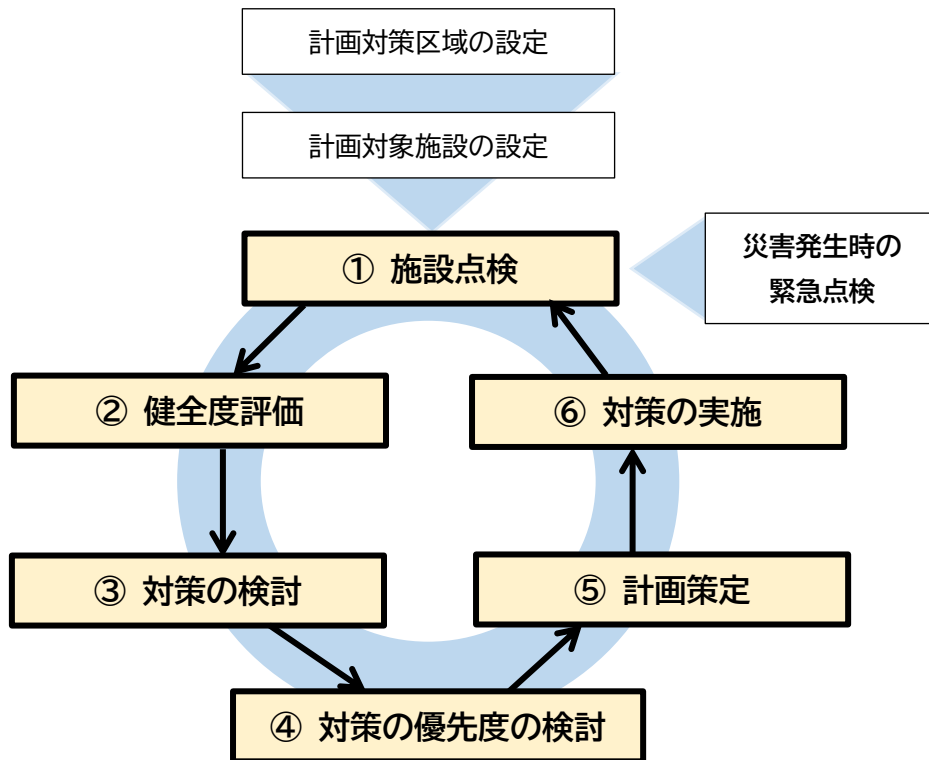 計画対策区域の設定
計画対象施設の設定
① 施設点検
災害発生時の
緊急点検
② 健全度評価
⑥ 対策の実施
③ 対策の検討
⑤ 計画策定
④ 対策の優先度の検討